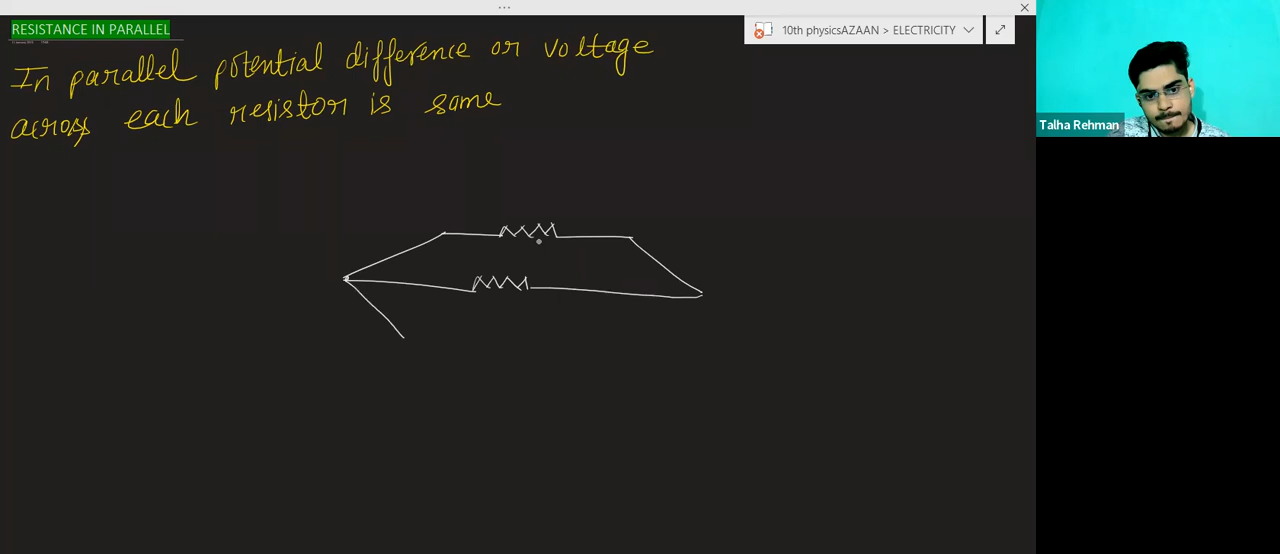 RESISTANCE IN PARALLEL
10th physicsAZAAN > ELECTRICITY
In parallel potential difference or voltage
across each resistor is same
Talha Rehman